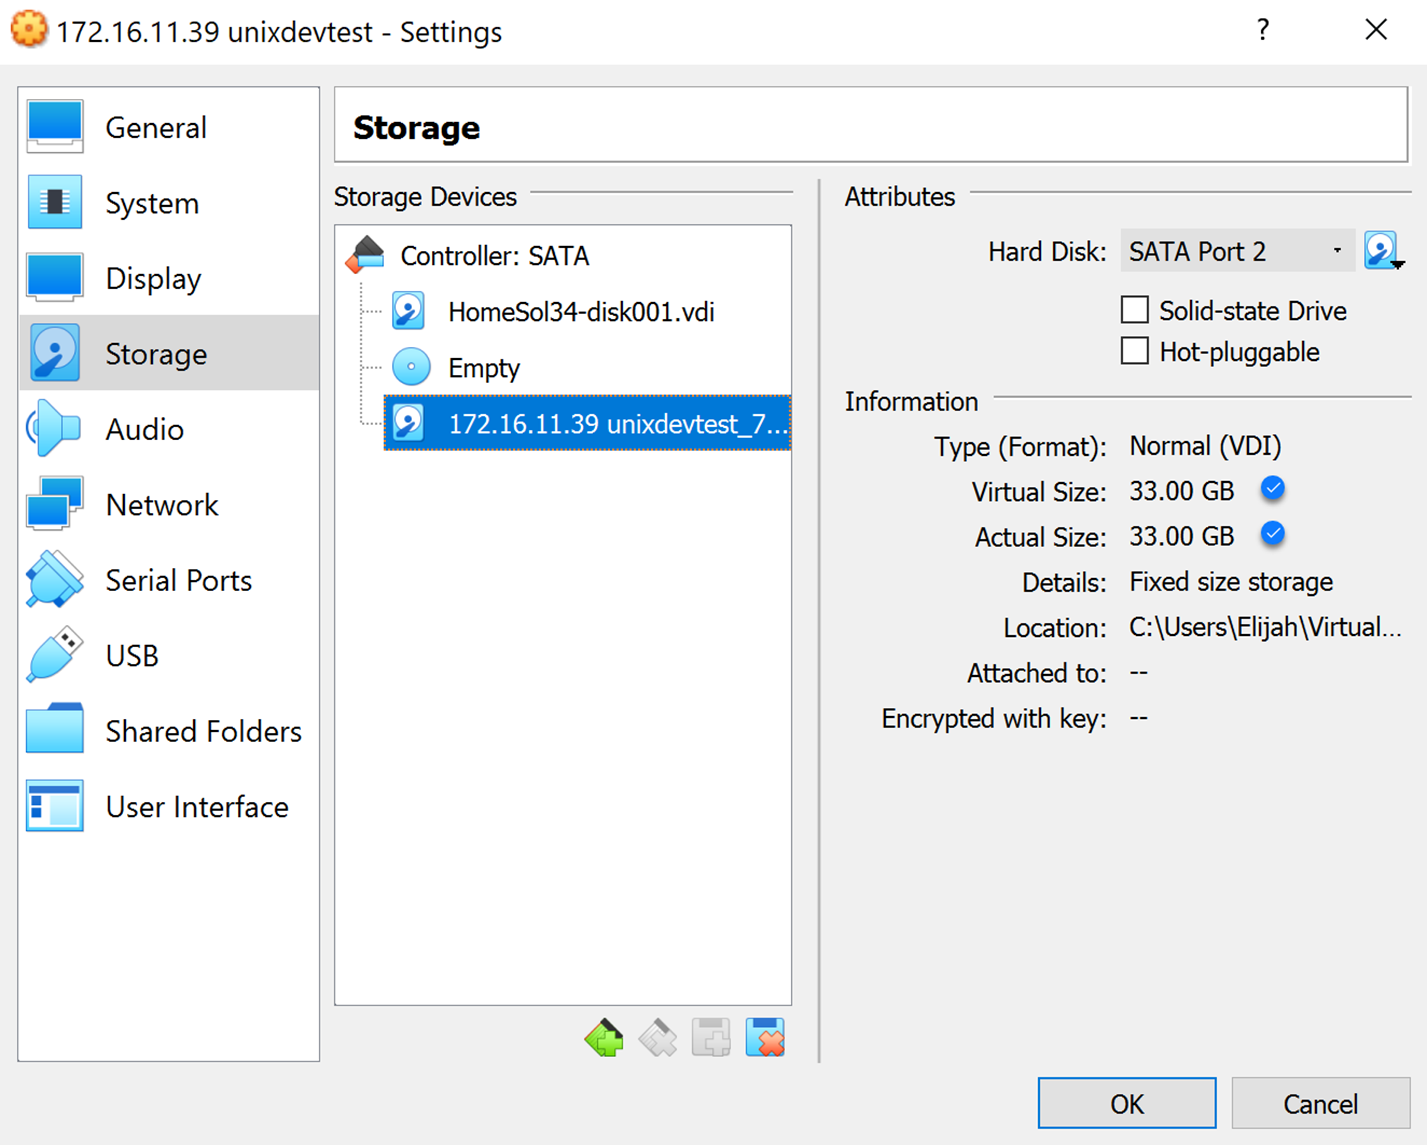 172.16.11.39 unixdevtest - Settings
?
General
System
Display
Storage
Audio
Network
Serial Ports
USB
Shared Folders
User Interface
Storage
Storage Devices
Controller: SATA
HomeSol34-disk001.vdi
Empty
172.16.11.39 unixdevtest_7...
Attributes
Hard Disk: SATA Port 2
Solid-state Drive
Hot-pluggable
Information
Type (Format): Normal (VDI)
Virtual Size: 33.00 GB
Actual Size: 33.00 GB
Details: Fixed size storage
Location: C:\Users\Elijah\Virtual...
Attached to: --
Encrypted with key: --
OK
Cancel